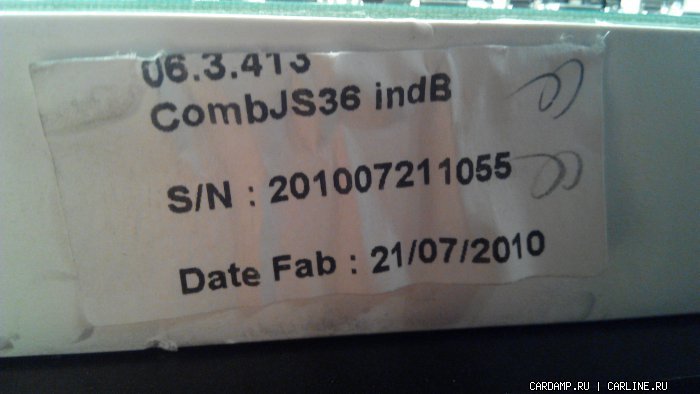 06.3.413
CombJS36 indB
S/N : 201007211055
Date Fab : 21/07/2010
CARDAMP.RU | CARLINE.RU